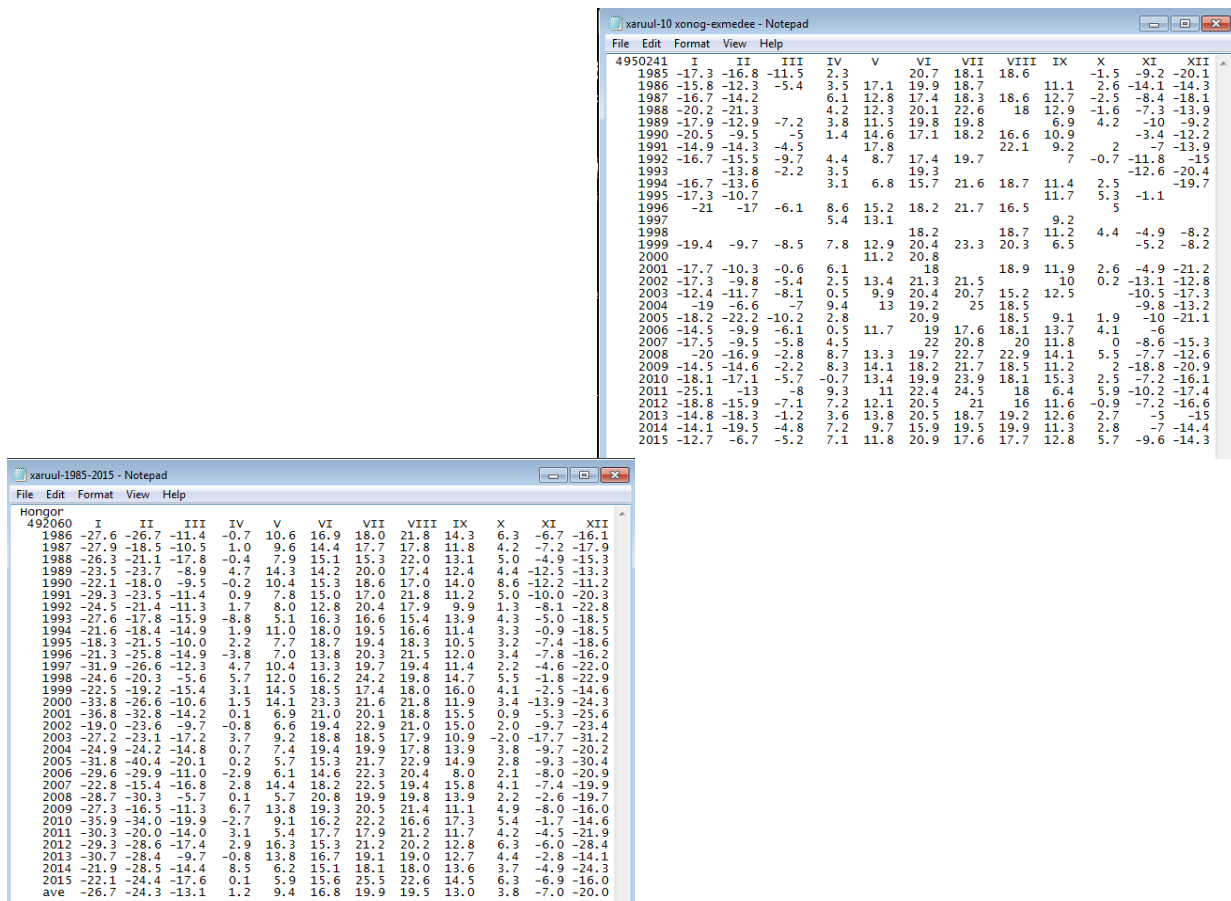 xaruul-10 xonog-exmedee - Notepad
File Edit Format View Help
4950241 I II III IV V VI VII VIII IX X XI XII
1985 -17.3 -16.8 -11.5 2.3 20.7 18.1 18.6 -1.5 -9.2 -20.1
1986 -15.8 -12.3 -5.4 3.5 17.1 19.9 18.7 11.1 2.6 -14.1 -14.3
1987 -16.7 -14.2 6.1 12.8 17.4 18.3 18.6 12.7 -2.5 -8.4 -18.1
1988 -20.2 -21.3 4.2 12.3 20.1 22.6 18 12.9 -1.6 -7.3 -13.9
1989 -17.9 -12.9 -7.2 3.8 11.5 19.8 19.8 6.9 4.2 -10 -9.2
1990 -20.5 -9.5 -5 1.4 14.6 17.1 18.2 16.6 10.9 -3.4 -12.2
1991 -14.9 -14.3 -4.5 17.8 22.1 9.2 2 -7 -13.9
1992 -16.7 -15.5 -9.7 4.4 8.7 17.4 19.7 7 -0.7 -11.8 -15
1993 -13.8 -2.2 3.5 19.3 -12.6 -20.4
1994 -16.7 -13.6 3.1 6.8 15.7 21.6 18.7 11.4 2.5 -19.7
1995 -17.3 -10.7 11.7 5.3 -1.1
1996 -21 -17 -6.1 8.6 15.2 18.2 21.7 16.5 5
1997 5.4 13.1 9.2
1998 18.2 18.7 11.2 4.4 -4.9 -8.2
1999 -19.4 -9.7 -8.5 7.8 12.9 20.4 23.3 20.3 6.5 -5.2 -8.2
2000 11.2 20.8
2001 -17.7 -10.3 -0.6 6.1 18 18.9 11.9 2.6 -4.9 -21.2
2002 -17.3 -9.8 -5.4 2.5 13.4 21.3 21.5 10 0.2 -13.1 -12.8
2003 -12.4 -11.7 -8.1 0.5 9.9 20.4 20.7 15.2 12.5 -10.5 -17.3
2004 -19 -6.6 -7 9.4 13 19.2 25 18.5 -9.8 -13.2
2005 -18.2 -22.2 -10.2 2.8 20.9 18.5 9.1 1.9 -10 -21.1
2006 -14.5 -9.9 -6.1 0.5 11.7 19 17.6 18.1 13.7 4.1 -6
2007 -17.5 -9.5 -5.8 4.5 22 20.8 20 11.8 0 -8.6 -15.3
2008 -20 -16.9 -2.8 8.7 13.3 19.7 22.7 22.9 14.1 5.5 -7.7 -12.6
2009 -14.5 -14.6 -2.2 8.3 14.1 18.2 21.7 18.5 11.2 2 -18.8 -20.9
2010 -18.1 -17.1 -5.7 -0.7 13.4 19.9 23.9 18.1 15.3 2.5 -7.2 -16.1
2011 -25.1 -13 -8 9.3 11 22.4 24.5 18 6.4 5.9 -10.2 -17.4
2012 -18.8 -15.9 -7.1 7.2 12.1 20.5 21 16 11.6 -0.9 -7.2 -16.6
2013 -14.8 -18.3 -1.2 3.6 13.8 20.5 18.7 19.2 12.6 2.7 -5 -15
2014 -14.1 -19.5 -4.8 7.2 9.7 15.9 19.5 19.9 11.3 2.8 -7 -14.4
2015 -12.7 -6.7 -5.2 7.1 11.8 20.9 17.6 17.7 12.8 5.7 -9.6 -14.3
xaruul-1985-2015 - Notepad
File Edit Format View Help
Hongor
492060 I II III IV V VI VII VIII IX X XI XII
1986 -27.6 -26.7 -11.4 -0.7 10.6 16.9 18.0 21.8 14.3 6.3 -6.7 -16.1
1987 -27.9 -18.5 -10.5 1.0 9.6 14.4 17.7 17.8 11.8 4.2 -7.2 -17.9
1988 -26.3 -21.1 -17.8 -0.4 7.9 15.1 15.3 22.0 13.1 5.0 -4.9 -15.3
1989 -23.5 -23.7 -8.9 4.7 14.3 14.2 20.0 17.4 12.4 4.4 -12.5 -13.3
1990 -22.1 -18.0 -9.5 -0.2 10.4 15.3 18.6 17.0 14.0 8.6 -12.2 -11.2
1991 -29.3 -23.5 -11.4 0.9 7.8 15.0 17.0 21.8 11.2 5.0 -10.0 -20.3
1992 -24.5 -21.4 -11.3 1.7 8.0 12.8 20.4 17.9 9.9 1.3 -8.1 -22.8
1993 -27.6 -17.8 -15.9 -8.8 5.1 16.3 16.6 15.4 13.9 4.3 -5.0 -18.5
1994 -21.6 -18.4 -14.9 1.9 11.0 18.0 19.5 16.6 11.4 3.3 -0.9 -18.5
1995 -18.3 -21.5 -10.0 2.2 7.7 18.7 19.4 18.3 10.5 3.2 -7.4 -18.6
1996 -21.3 -25.8 -14.9 -3.8 7.0 13.8 20.3 21.5 12.0 3.4 -7.8 -16.2
1997 -31.9 -26.6 -12.3 4.7 10.4 13.3 19.7 19.4 11.4 2.2 -4.6 -22.0
1998 -24.6 -20.3 -5.6 5.7 12.0 16.2 24.2 19.8 14.7 5.5 -1.8 -22.9
1999 -22.5 -19.2 -15.4 3.1 14.5 18.5 17.4 18.0 16.0 4.1 -2.5 -14.6
2000 -33.8 -26.6 -10.6 1.5 14.1 23.3 21.6 21.8 11.9 3.4 -13.9 -24.3
2001 -36.8 -32.8 -14.2 0.1 6.9 21.0 20.1 18.8 15.5 0.9 -5.3 -25.6
2002 -19.0 -23.6 -9.7 -0.8 6.6 19.4 22.9 21.0 15.0 2.0 -9.7 -23.4
2003 -27.2 -23.1 -17.2 3.7 9.2 18.8 18.5 17.9 10.9 -2.0 -17.7 -31.2
2004 -24.9 -24.2 -14.8 0.7 7.4 19.4 19.9 17.8 13.9 3.8 -9.7 -20.2
2005 -31.8 -40.4 -20.1 0.2 5.7 15.3 21.7 22.9 14.9 2.8 -9.3 -30.4
2006 -29.6 -29.9 -11.0 -2.9 6.1 14.6 22.3 20.4 8.0 2.1 -8.0 -20.9
2007 -22.8 -15.4 -16.8 2.8 14.4 18.2 22.5 19.4 15.8 4.1 -7.4 -19.9
2008 -28.7 -30.3 -5.7 0.1 5.7 20.8 19.9 19.8 13.9 2.2 -2.6 -19.7
2009 -27.3 -16.5 -11.3 6.7 13.8 19.3 20.5 21.4 11.1 4.9 -8.0 -16.0
2010 -35.9 -34.0 -19.9 -2.7 9.1 16.2 22.2 16.6 17.3 5.4 -1.7 -14.6
2011 -30.3 -20.0 -14.0 3.1 5.4 17.7 17.9 21.2 11.7 4.2 -4.5 -21.9
2012 -29.3 -28.6 -17.4 2.9 16.3 15.3 21.2 20.2 12.8 6.3 -6.0 -28.4
2013 -30.7 -28.4 -9.7 -0.8 13.8 16.7 19.1 19.0 12.7 4.4 -2.8 -14.1
2014 -21.9 -28.5 -14.4 8.5 6.2 15.1 18.1 18.0 13.6 3.7 -4.9 -24.3
2015 -22.1 -24.4 -17.6 0.1 5.9 15.6 25.5 22.6 14.5 6.3 -6.9 -16.0
ave -26.7 -24.3 -13.1 1.2 9.4 16.8 19.9 19.5 13.0 3.8 -7.0 -20.0